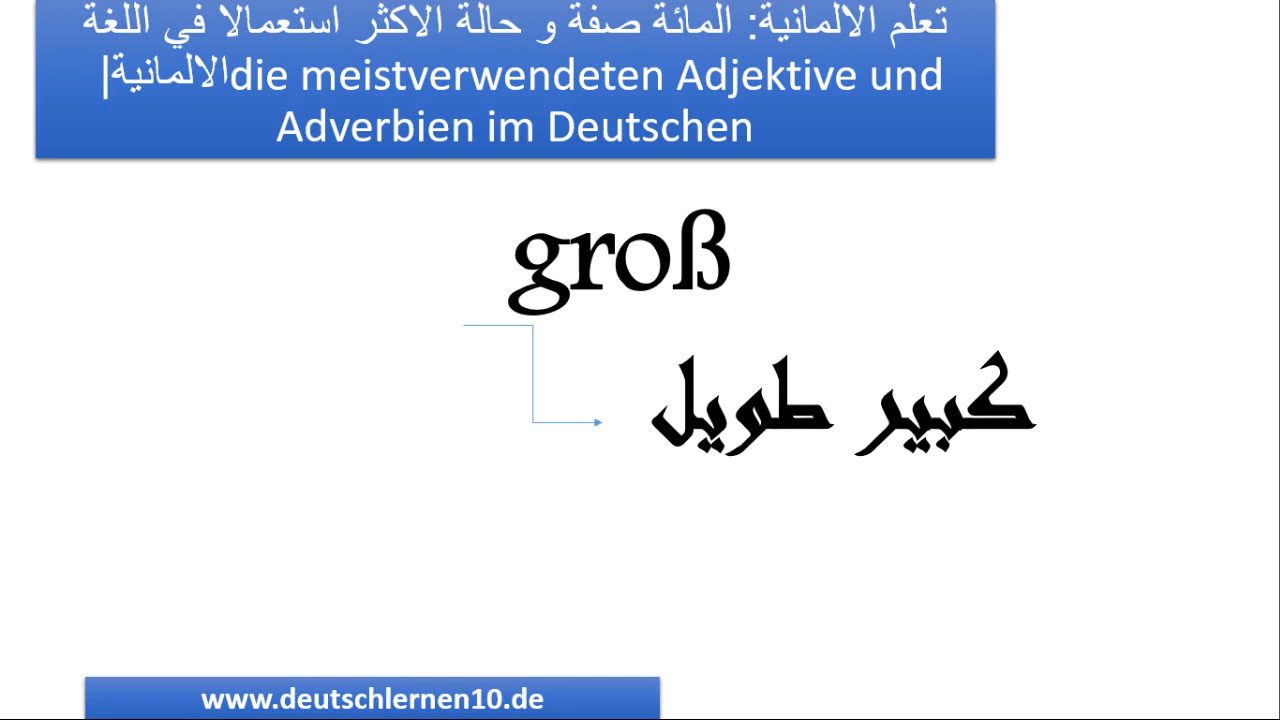 تعلم الالمانية: المائة صفة و حالة الاكثر استعمالا في اللغة
الالمانية|die meistverwendeten Adjektive und
Adverbien im Deutschen
groß
كبير طويل
www.deutschlernen10.de